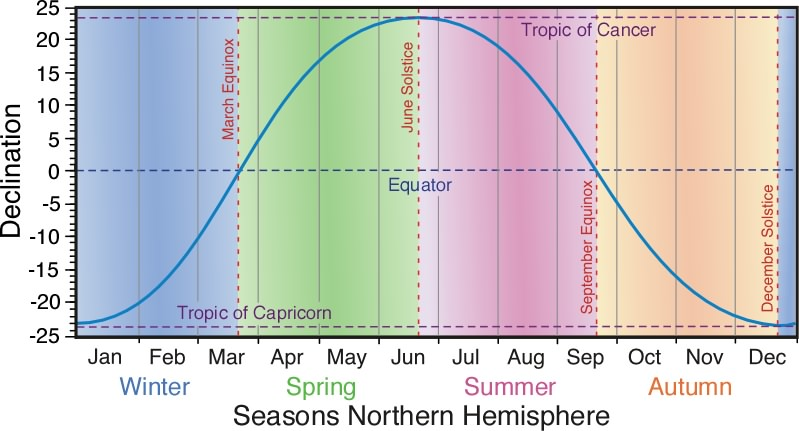 25
20
15
10
5
0
-5
-10
-15
-20
-25
Declination
March Equinox
June Solstice
September Equinox
December Solstice
Tropic of Cancer
Equator
Tropic of Capricorn
Jan Feb Mar Apr May Jun Jul Aug Sep Oct Nov Dec
Winter Spring Summer Autumn
Seasons Northern Hemisphere